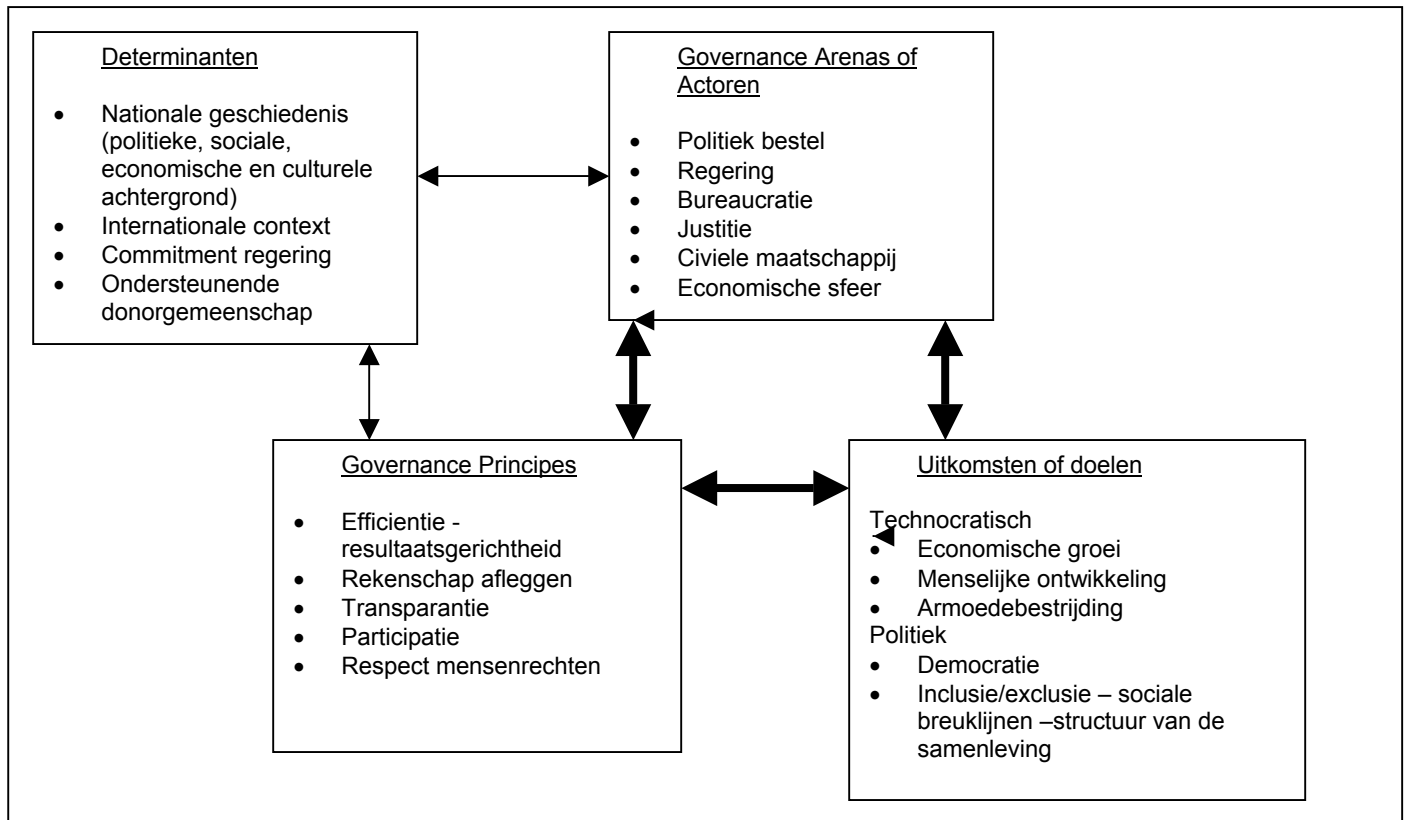 Determinanten
• Nationale geschiedenis
(politieke, sociale,
economische en culturele
achtergrond)
• Internationale context
• Commitment regering
• Ondersteunende
donorgemeenschap
Governance Arenas of
Actoren
• Politiek bestel
• Regering
• Bureaucratie
• Justitie
• Civiele maatschappij
• Economische sfeer
Governance Principes
• Efficientie -
resultaatsgerichtheid
• Rekenschap afleggen
• Transparantie
• Participatie
• Respect mensenrechten
Uitkomsten of doelen
Technocratisch
• Economische groei
• Menselijke ontwikkeling
• Armoedebestrijding
Politiek
• Democratie
• Inclusie/exclusie – sociale
breuklijnen –structuur van de
samenleving